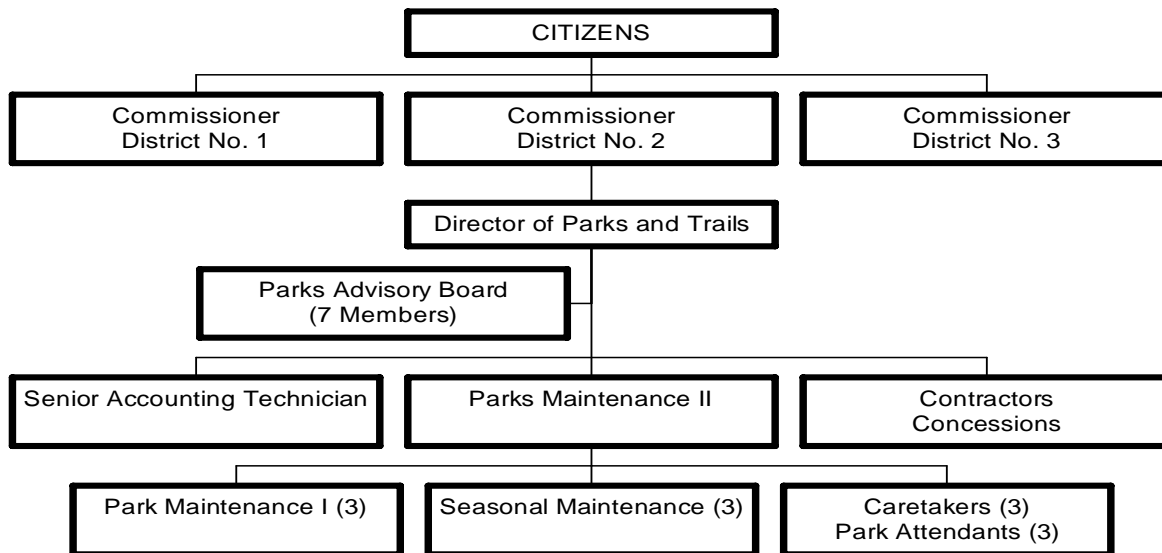 CITIZENS
Commissioner
District No. 1
Commissioner
District No. 2
Commissioner
District No. 3
Director of Parks and Trails
Parks Advisory Board
(7 Members)
Senior Accounting Technician
Parks Maintenance II
Contractors
Concessions
Park Maintenance I (3)
Seasonal Maintenance (3)
Caretakers (3)
Park Attendants (3)